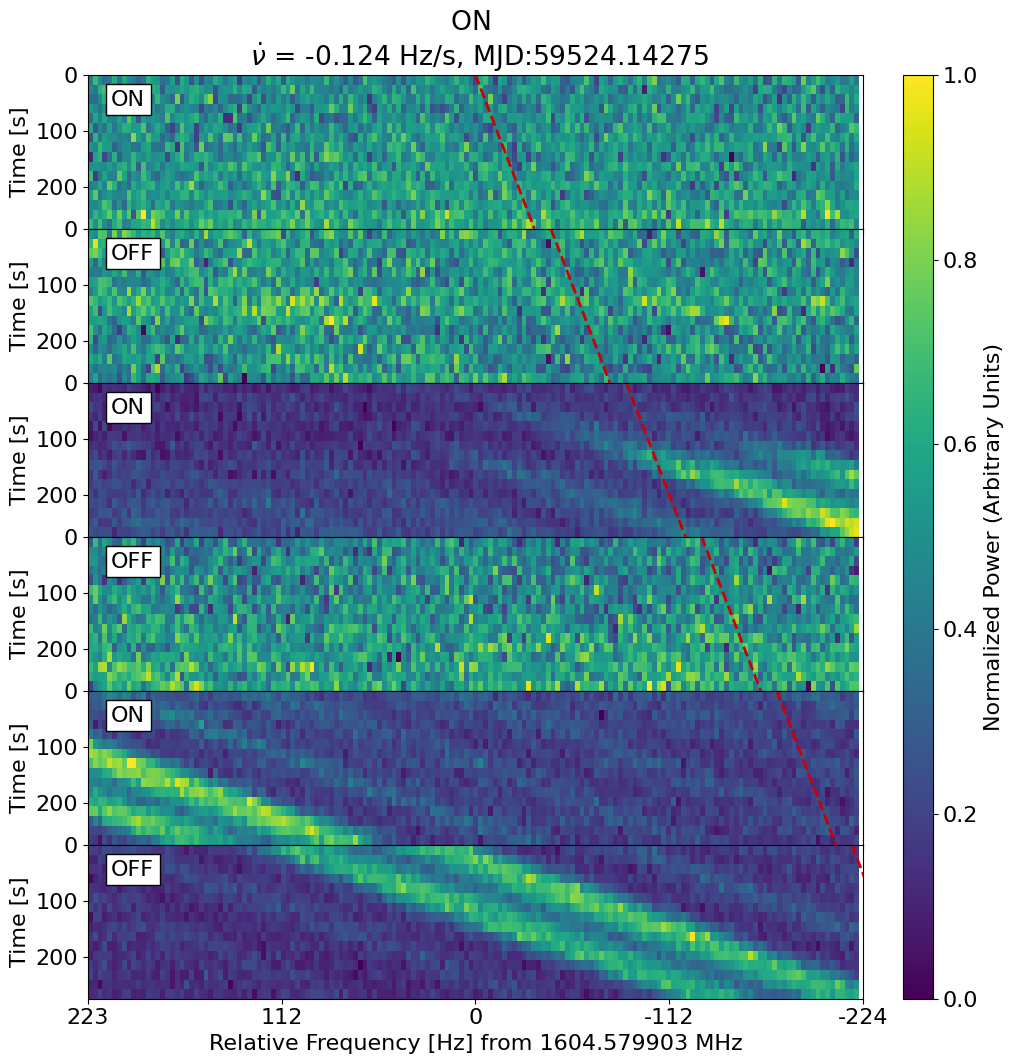 ON
ν̇ = -0.124 Hz/s, MJD:59524.14275
ON
OFF
ON
OFF
ON
OFF
0
100
200
0
100
200
0
100
200
0
100
200
0
100
200
0
100
200
Time [s]
Time [s]
Time [s]
Time [s]
Time [s]
Time [s]
223
112
0
-112
-224
Relative Frequency [Hz] from 1604.579903 MHz
1.0
0.8
0.6
0.4
0.2
0.0
Normalized Power (Arbitrary Units)